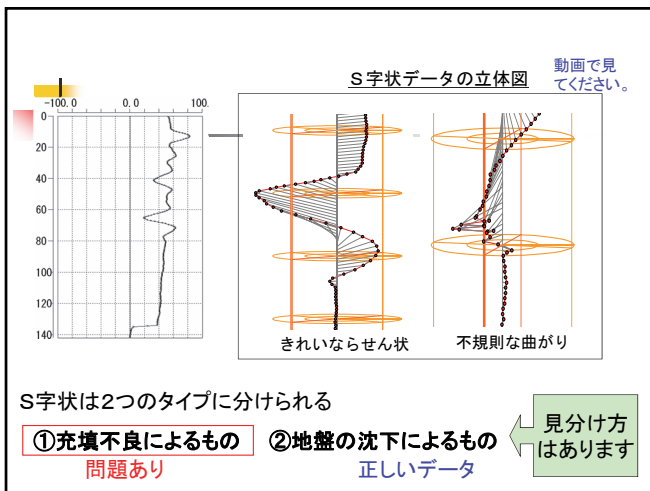 S字状データの立体図
動画で見
てください。
-100.0 0.0 100.
0
20
40
60
80
100
120
140
きれいならせん状
不規則な曲がり
S字状は2つのタイプに分けられる
①充填不良によるもの ②地盤の沈下によるもの
問題あり 正しいデータ
見分け方
はあります